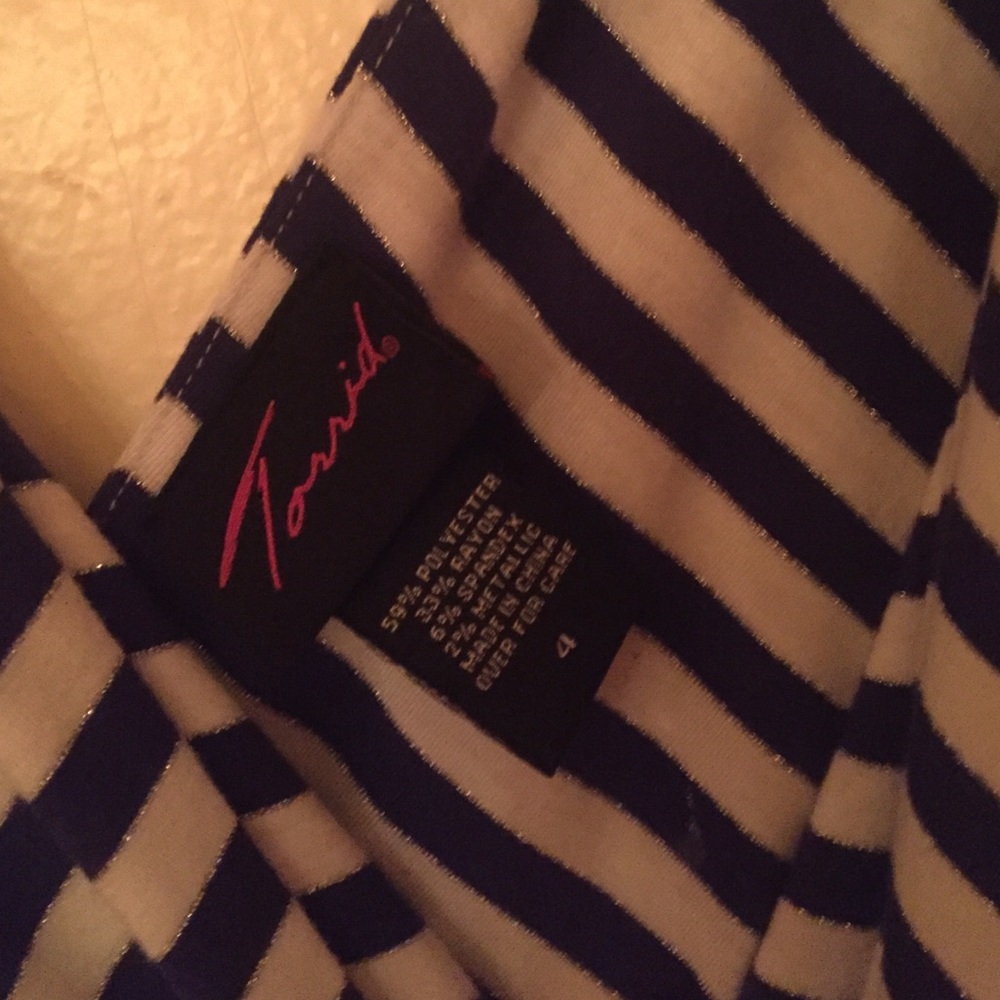 Torrid®
59% POLYESTER
33% RAYON
6% SPANDEX
2% METALLIC
MADE IN CHINA
OVER FOR CARE
4